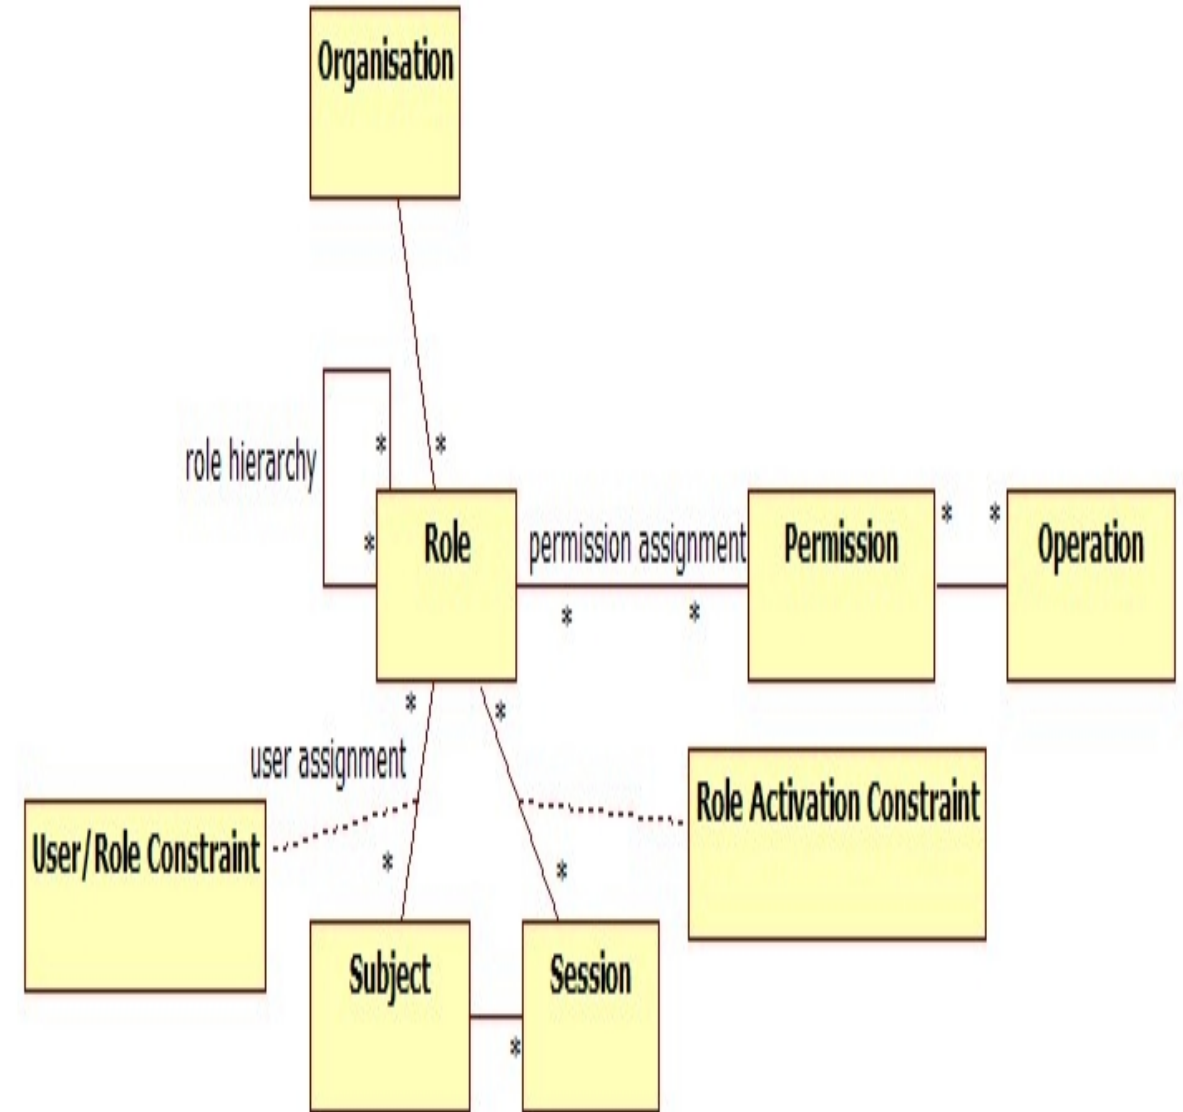 Organisation
*
*
role hierarchy
*
Role
permission assignment
*
*
Permission
*
*
Operation
*
*
user assignment
User/Role Constraint
Role Activation Constraint
*
*
Subject
Session
*